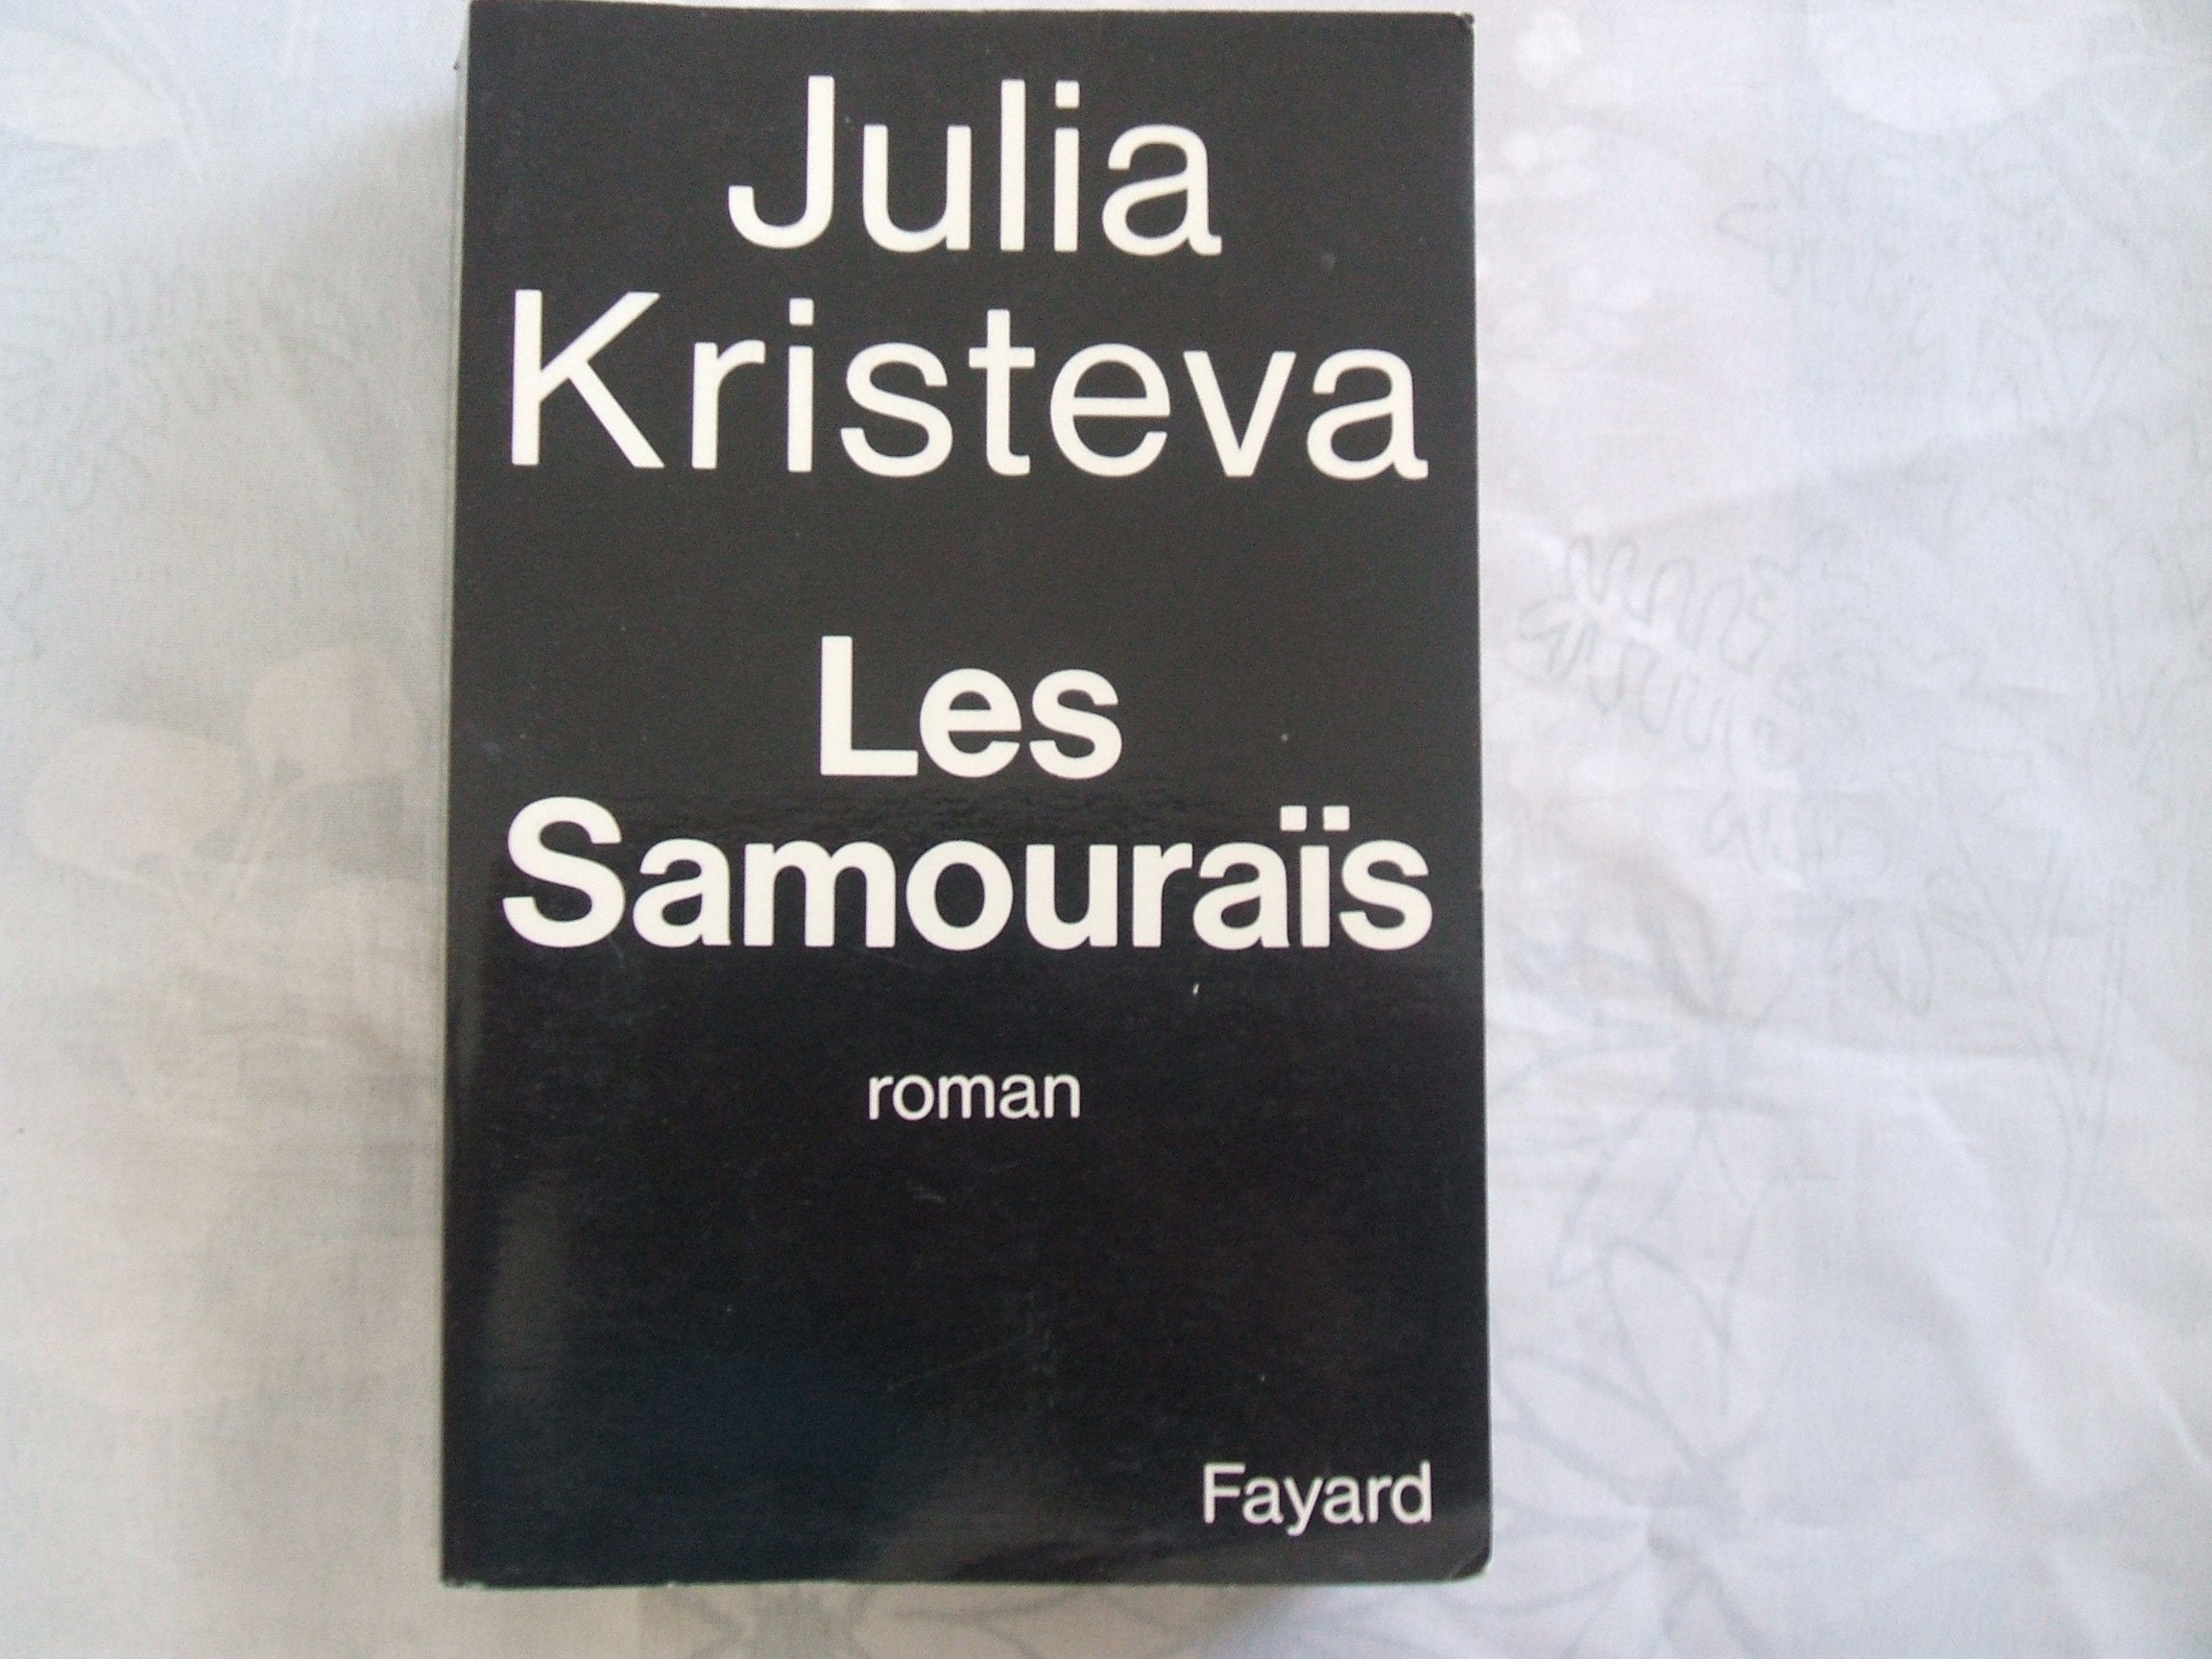 Julia
Kristeva
Les
Samouraïs
roman
Fayard